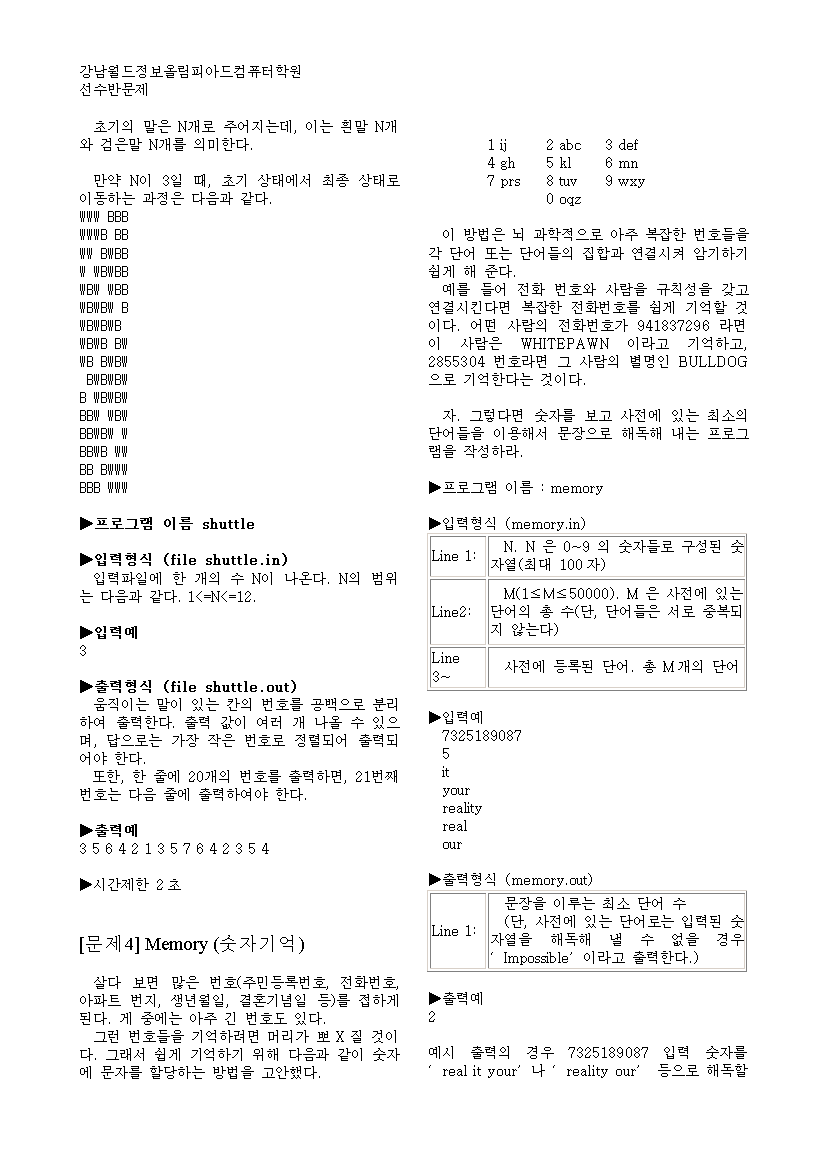 강남월드정보올림피아드컴퓨터학원
선수반문제
초기의 말은 N개로 주어지는데, 이는 흰말 N개
와 검은말 N개를 의미한다.
만약 N이 3일 때, 초기 상태에서 최종 상태로
이동하는 과정은 다음과 같다.
WWW BBB
WWWB BB
WW BWBB
W WBWBB
WBW WBB
WBWBW B
WBWBWB
WBWB BW
WB BWBW
 BWBWBW
B WBWBW
BBW WBW
BBWBW W
BBWB WW
BB BWWW
BBB WWW
▶프로그램 이름 shuttle
▶입력형식 (file shuttle.in)
입력파일에 한 개의 수 N이 나온다. N의 범위
는 다음과 같다. 1<=N<=12.
▶입력예
3
▶출력형식 (file shuttle.out)
움직이는 말이 있는 칸의 번호를 공백으로 분리
하여 출력한다. 출력 값이 여러 개 나올 수 있으
며, 답으로는 가장 작은 번호로 정렬되어 출력되
어야 한다.
또한, 한 줄에 20개의 번호를 출력하면, 21번째
번호는 다음 줄에 출력하여야 한다.
▶출력예
3 5 6 4 2 1 3 5 7 6 4 2 3 5 4
▶시간제한 2초
[문제4] Memory (숫자기억)
살다 보면 많은 번호(주민등록번호, 전화번호,
아파트 번지, 생년월일, 결혼기념일 등)를 접하게
된다. 게 중에는 아주 긴 번호도 있다.
그런 번호들을 기억하려면 머리가 뽀X질 것이
다. 그래서 쉽게 기억하기 위해 다음과 같이 숫자
에 문자를 할당하는 방법을 고안했다.
1 ij 2 abc 3 def
4 gh 5 kl 6 mn
7 prs 8 tuv 9 wxy
0 oqz
이 방법은 뇌 과학적으로 아주 복잡한 번호들을
각 단어 또는 단어들의 집합과 연결시켜 암기하기
쉽게 해 준다.
예를 들어 전화 번호와 사람을 규칙성을 갖고
연결시킨다면 복잡한 전화번호를 쉽게 기억할 것
이다. 어떤 사람의 전화번호가 941837296 라면
이 사람은 WHITEPAWN 이라고 기억하고,
2855304 번호라면 그 사람의 별명인 BULLDOG
으로 기억한다는 것이다.
자. 그렇다면 숫자를 보고 사전에 있는 최소의
단어들을 이용해서 문장으로 해독해 내는 프로그
램을 작성하라.
▶프로그램 이름 : memory
▶입력형식 (memory.in)
Line 1: N. N 은 0~9 의 숫자들로 구성된 숫
자열(최대 100자)
Line2: M(1≤M≤50000). M 은 사전에 있는
단어의 총 수(단, 단어들은 서로 중복되
지 않는다)
Line 3~ 사전에 등록된 단어. 총 M개의 단어
▶입력예
7325189087
5
it
your
reality
real
our
▶출력형식 (memory.out)
Line 1: 문장을 이루는 최소 단어 수
(단, 사전에 있는 단어로는 입력된 숫
자열을 해독해 낼 수 없을 경우
‘Impossible’이라고 출력한다.)
▶출력예
2
예시 출력의 경우 7325189087 입력 숫자를
‘real it your’나 ‘reality our’ 등으로 해독할